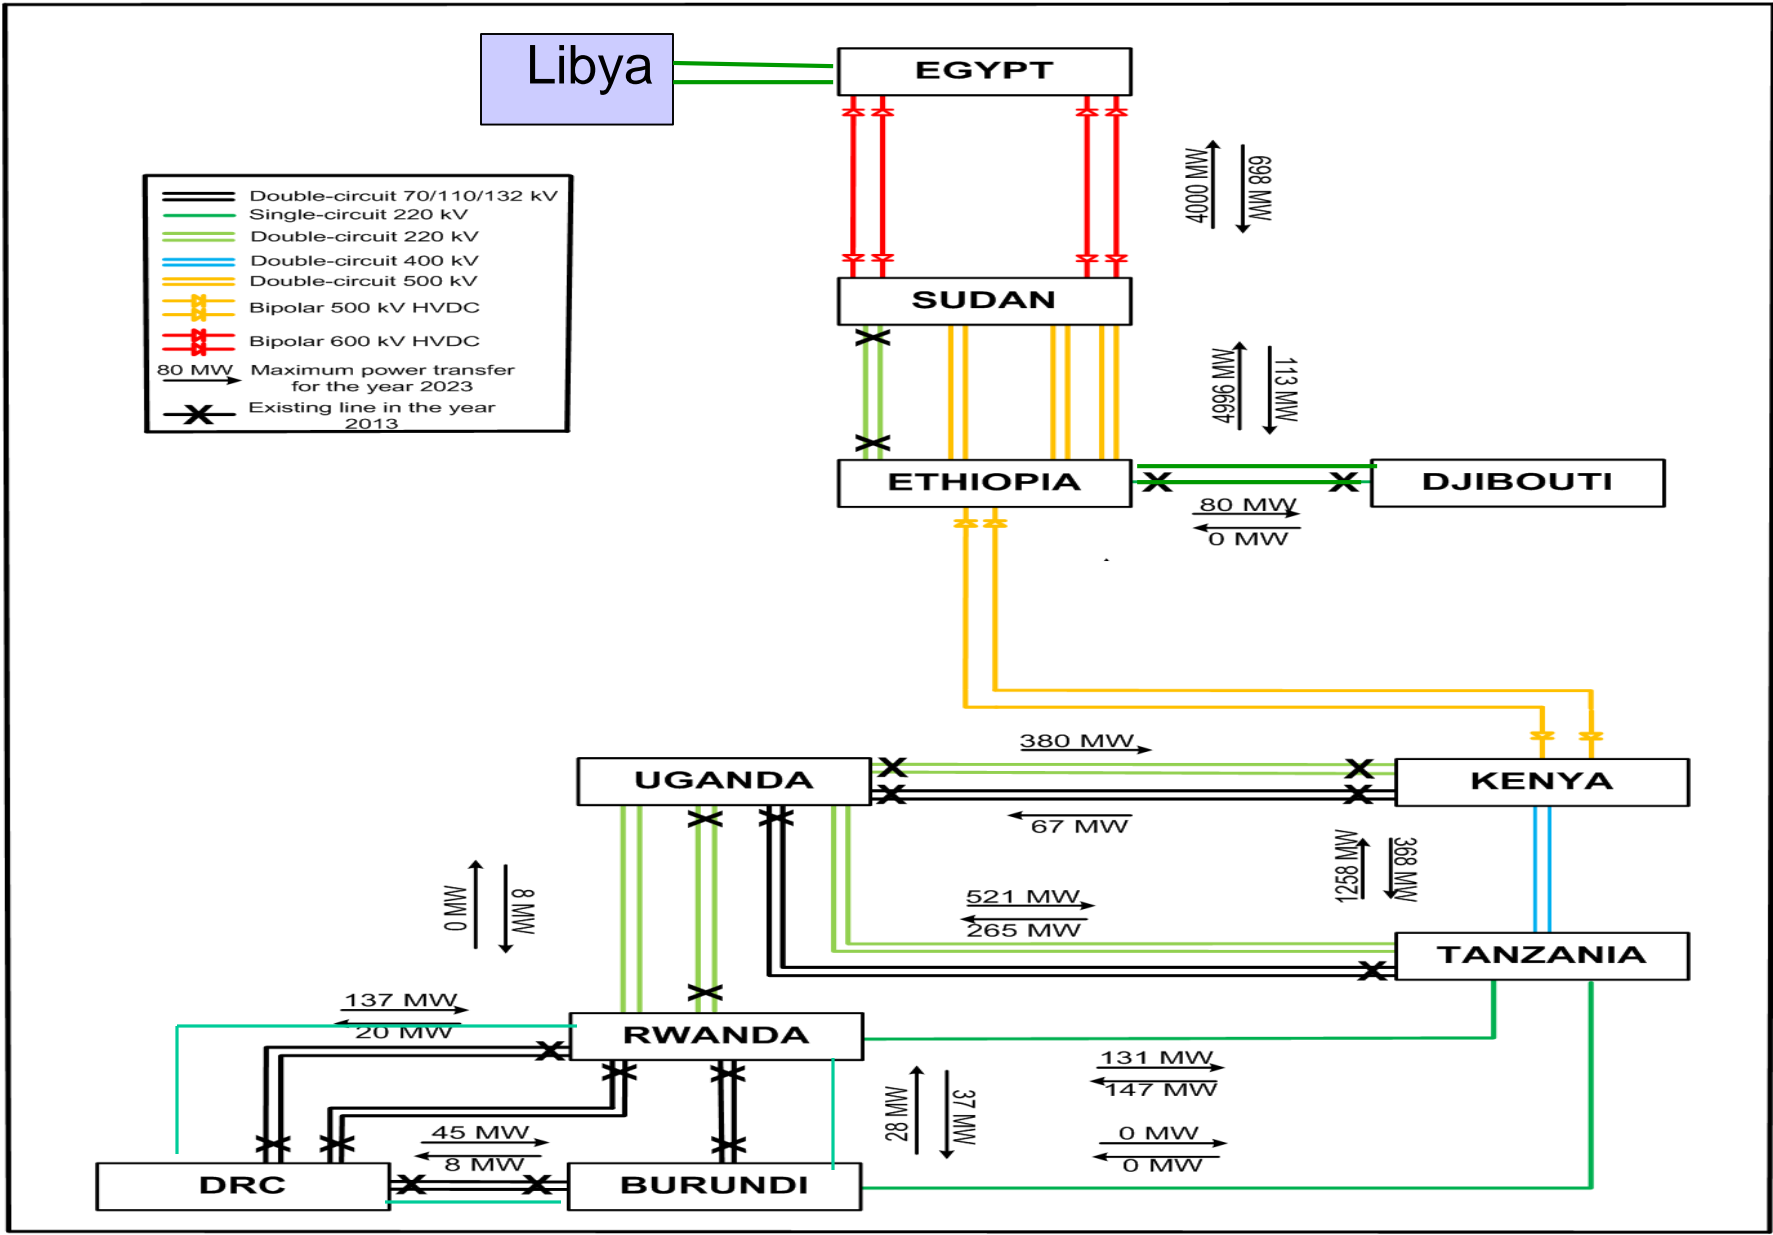 Libya
EGYPT
4000 MW
698 MW
Double-circuit 70/110/132 kV
Single-circuit 220 kV
Double-circuit 220 kV
Double-circuit 400 kV
Double-circuit 500 kV
Bipolar 500 kV HVDC
Bipolar 600 kV HVDC
80 MW Maximum power transfer
for the year 2023
Existing line in the year
2013
SUDAN
4996 MW
113 MW
ETHIOPIA
DJIBOUTI
80 MW
0 MW
380 MW
UGANDA
KENYA
67 MW
1258 MW
368 MW
0 MW
8 MW
521 MW
265 MW
TANZANIA
137 MW
20 MW
RWANDA
131 MW
147 MW
28 MW
37 MW
45 MW
8 MW
0 MW
0 MW
DRC
BURUNDI